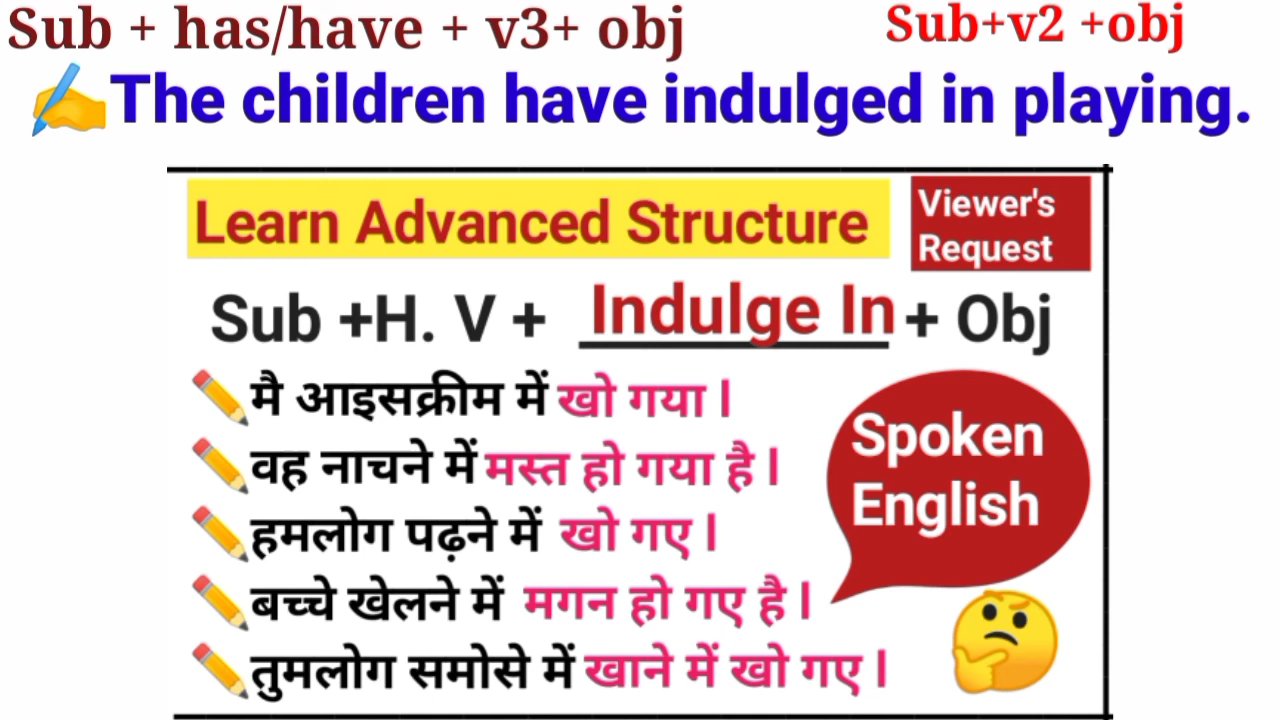 Sub + has/have + v3+ obj
Sub+v2 +obj
The children have indulged in playing.
Learn Advanced Structure
Viewer's
Request
Sub +H. V + Indulge In + Obj
मै आइसक्रीम में खो गया l
वह नाचने में मस्त हो गया है l
हमलोग पढ़ने में खो गए l
बच्चे खेलने में मगन हो गए है l
तुमलोग समोसे में खाने में खो गए l
Spoken
English